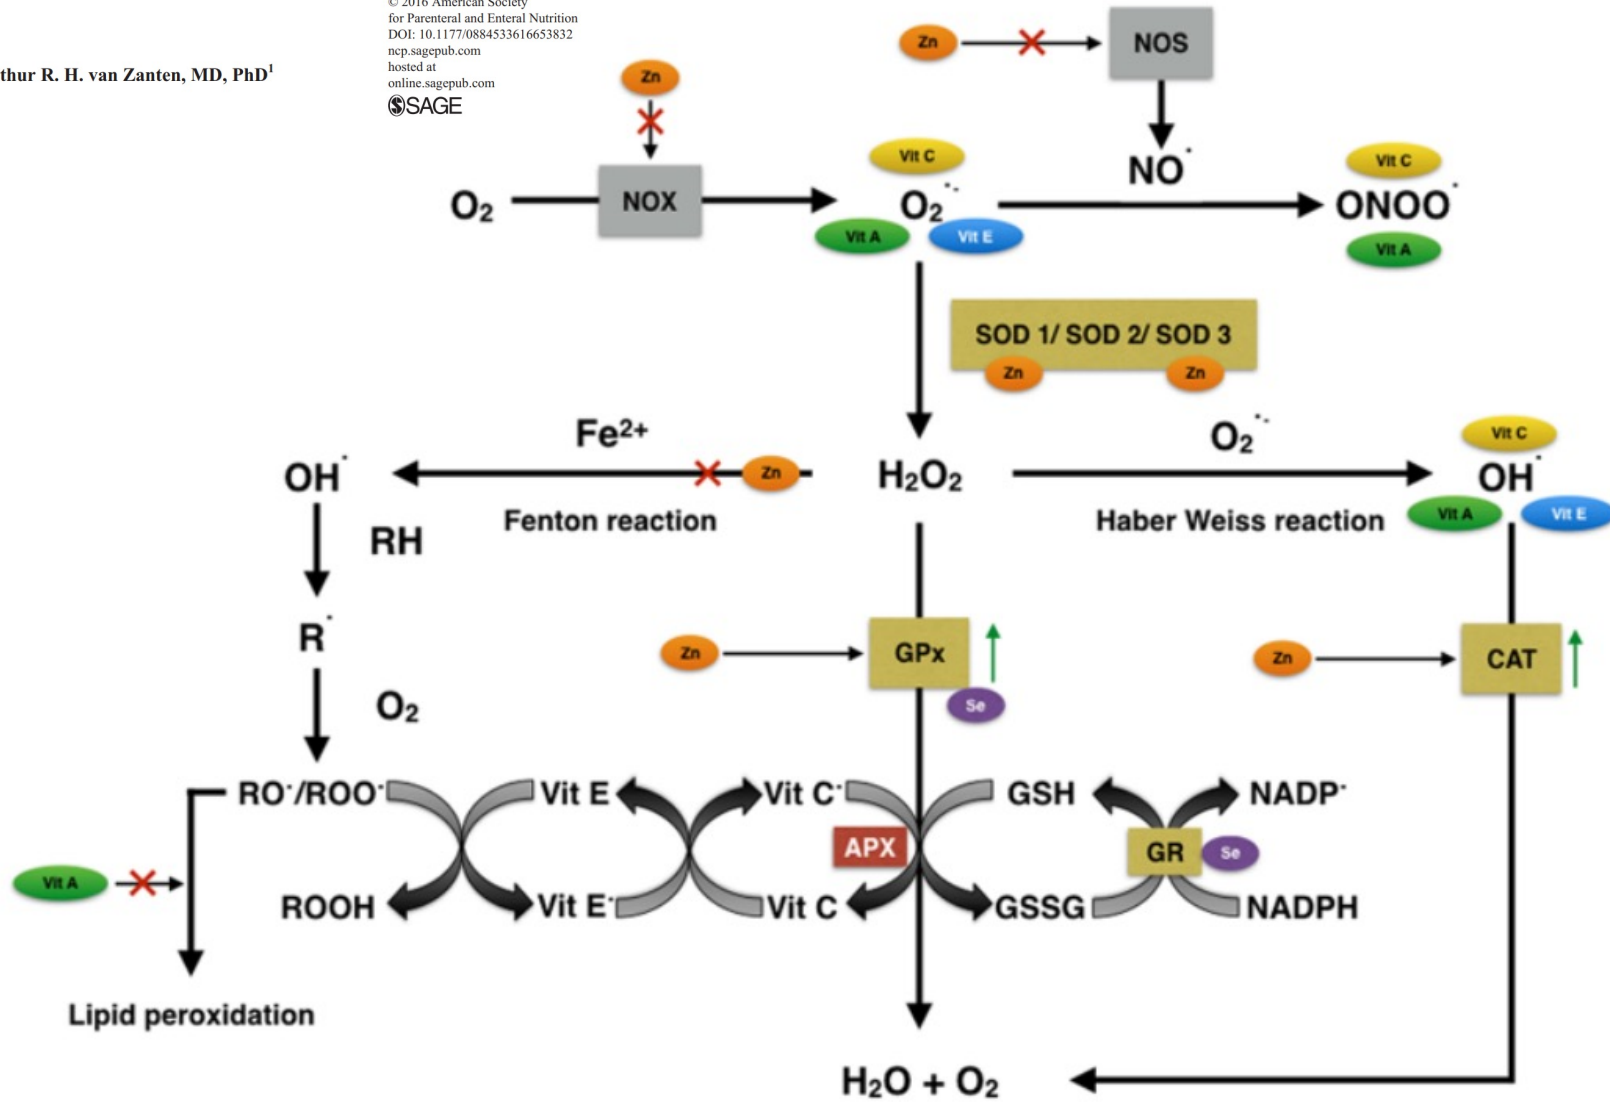 © 2016 American Society
for Parenteral and Enteral Nutrition
DOI: 10.1177/0884533616653832
ncp.sagepub.com
hosted at
online.sagepub.com
SAGE
thur R. H. van Zanten, MD, PhD1
Zn
NOS
Zn
Vit C
NO˙
Vit C
O2
NOX
O2˙-
ONOO˙
Vit A
Vit E
Vit A
SOD 1/ SOD 2/ SOD 3
Zn
Zn
Fe2+
O2˙-
Vit C
OH˙
Zn
H2O2
OH˙
Fenton reaction
Haber Weiss reaction
Vit A
Vit E
RH
R˙
Zn
GPx
Zn
CAT
O2
Se
RO˙/ROO˙
Vit E
Vit C˙
GSH
NADP-
APX
GR
Se
Vit A
ROOH
Vit E˙
Vit C
GSSG
NADPH
Lipid peroxidation
H2O + O2